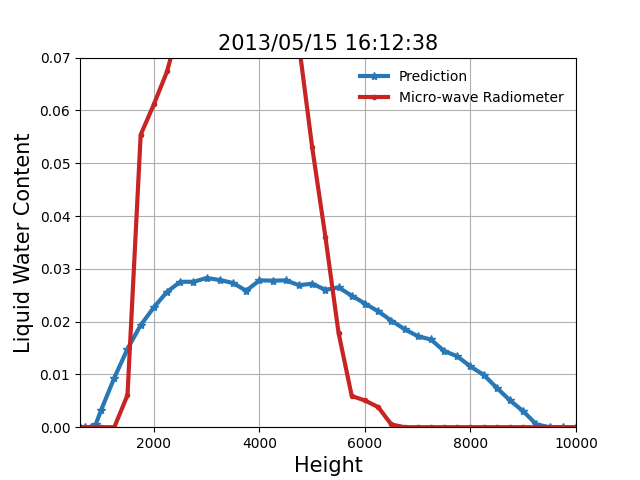 2013/05/15 16:12:38
0.07
0.06
0.05
0.04
0.03
0.02
0.01
0.00
Liquid Water Content
Prediction
Micro-wave Radiometer
2000 4000 6000 8000 10000
Height